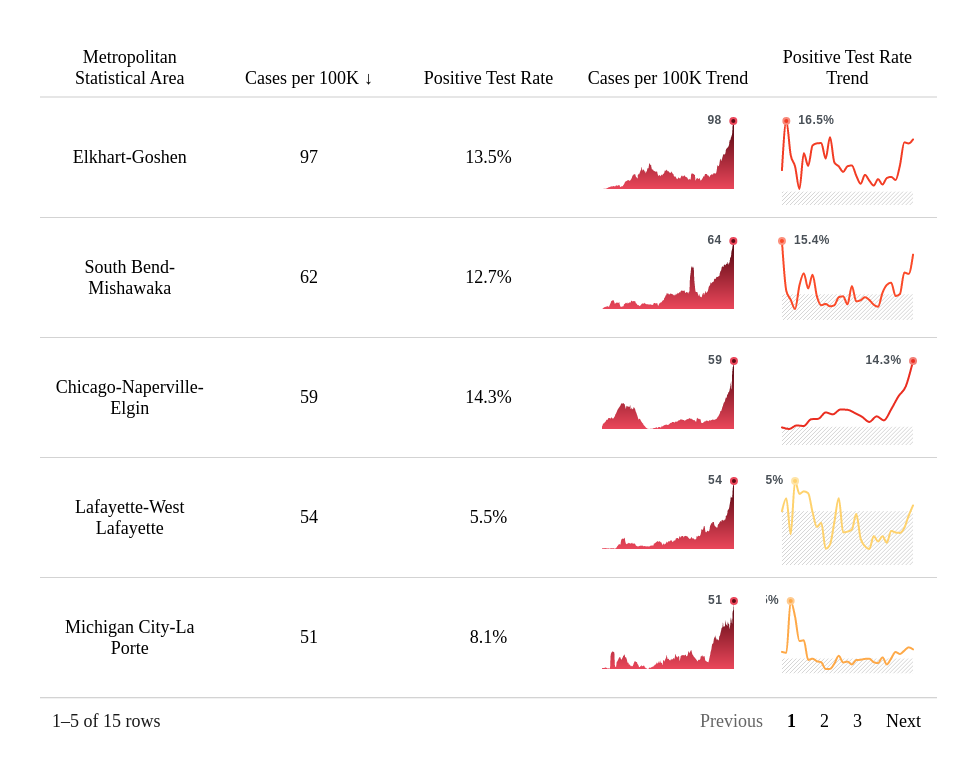 Metropolitan
Statistical Area
Cases per 100K ↓
Positive Test Rate
Cases per 100K Trend
Positive Test Rate
Trend
Elkhart-Goshen
97
13.5%
98
16.5%
South Bend-
Mishawaka
62
12.7%
64
15.4%
Chicago-Naperville-
Elgin
59
14.3%
59
14.3%
Lafayette-West
Lafayette
54
5.5%
54
5%
Michigan City-La
Porte
51
8.1%
51
%
1–5 of 15 rows
Previous 1 2 3 Next